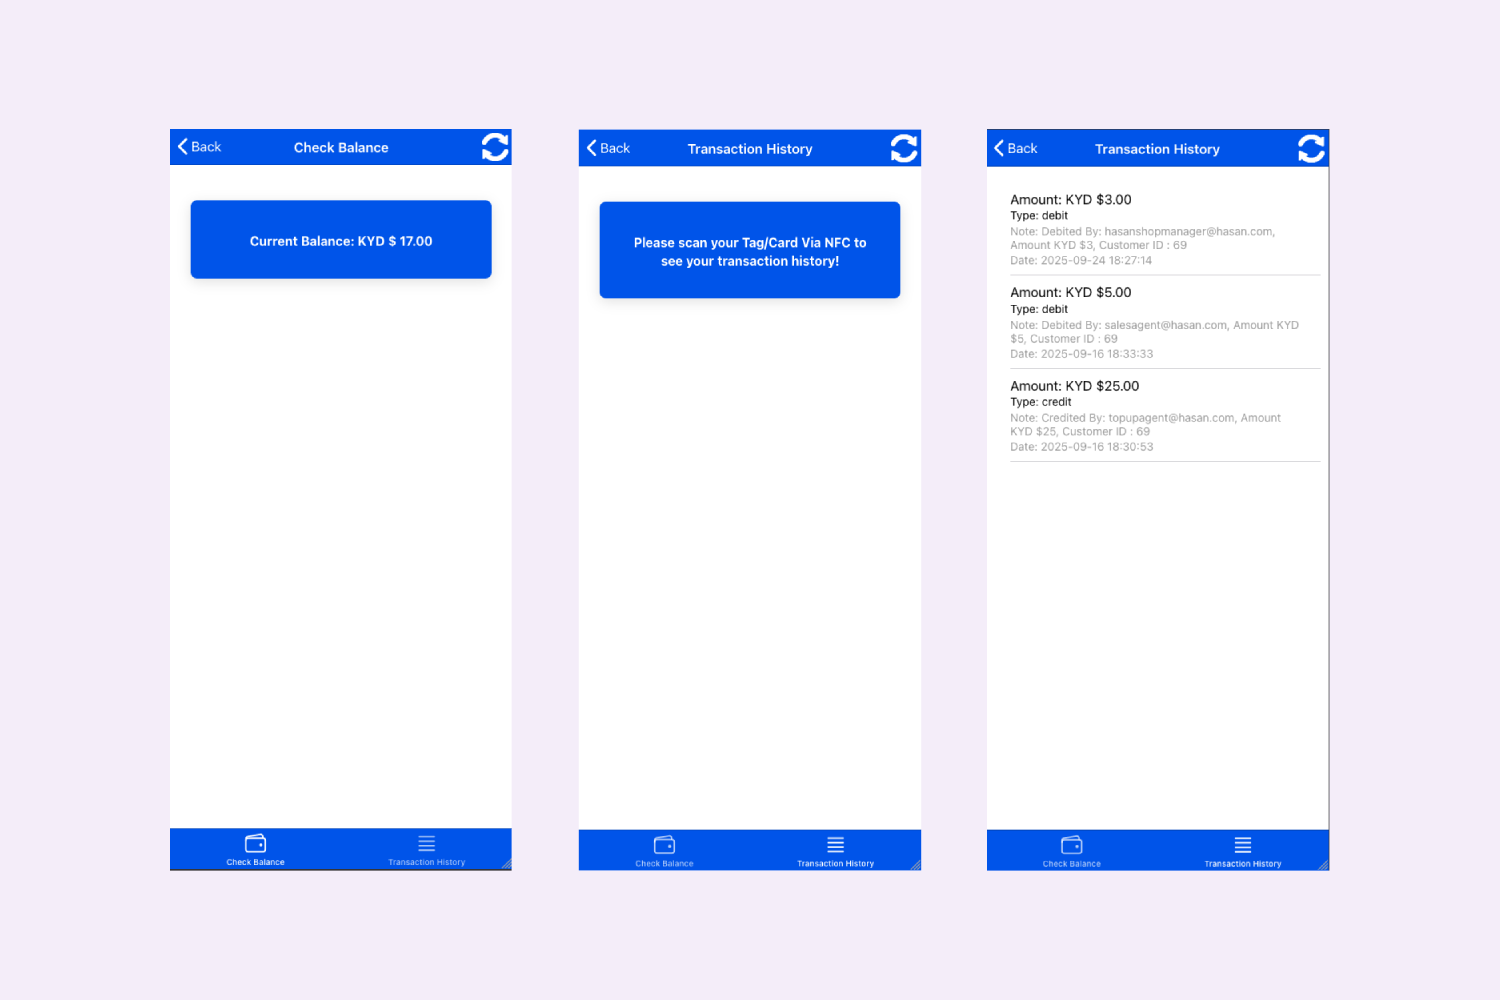 Back
Check Balance
Current Balance: KYD $ 17.00
Check Balance
Transaction History
Back
Transaction History
Please scan your Tag/Card Via NFC to
see your transaction history!
Check Balance
Transaction History
Back
Transaction History
Amount: KYD $3.00
Type: debit
Note: Debited By: hasanshopmanager@hasan.com,
Amount KYD $3, Customer ID : 69
Date: 2025-09-24 18:27:14
Amount: KYD $5.00
Type: debit
Note: Debited By: salesagent@hasan.com, Amount KYD
$5, Customer ID : 69
Date: 2025-09-16 18:33:33
Amount: KYD $25.00
Type: credit
Note: Credited By: topupagent@hasan.com, Amount
KYD $25, Customer ID : 69
Date: 2025-09-16 18:30:53
Check Balance
Transaction History